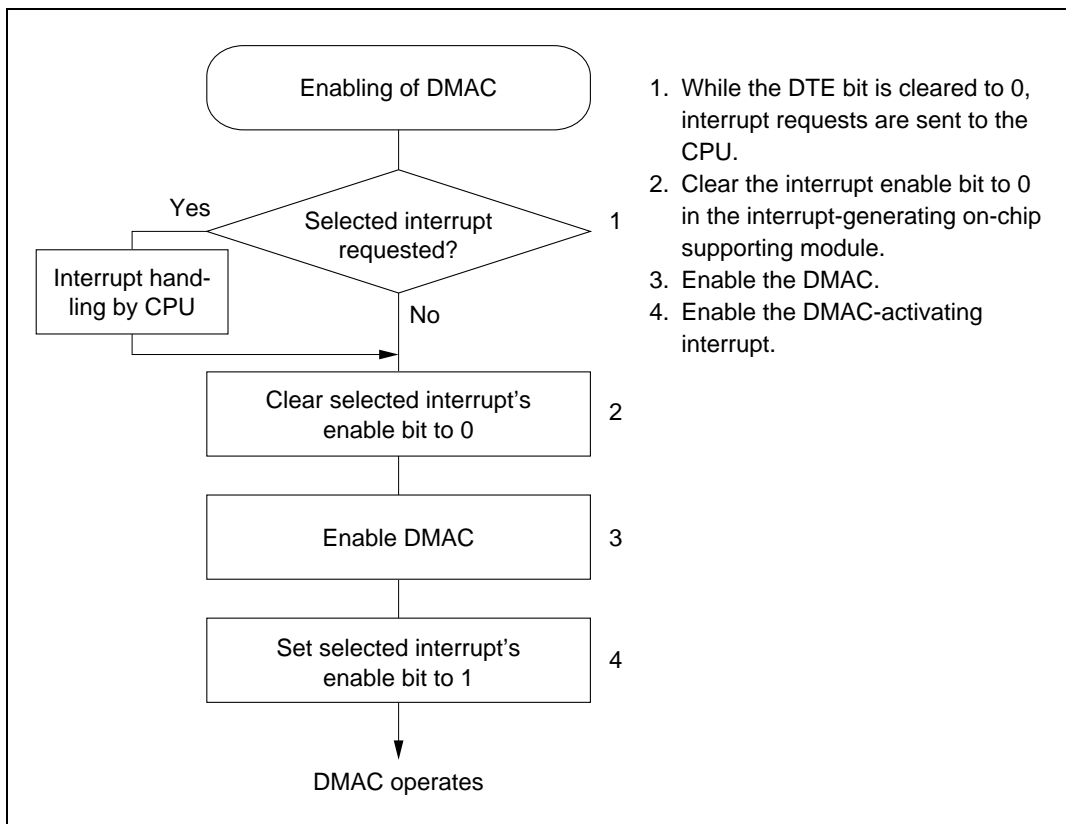 Enabling of DMAC
Yes
Selected interrupt
requested?
1
Interrupt hand-
ling by CPU
No
Clear selected interrupt's
enable bit to 0
2
Enable DMAC
3
Set selected interrupt's
enable bit to 1
4
DMAC operates
1. While the DTE bit is cleared to 0,
interrupt requests are sent to the
CPU.
2. Clear the interrupt enable bit to 0
in the interrupt-generating on-chip
supporting module.
3. Enable the DMAC.
4. Enable the DMAC-activating
interrupt.